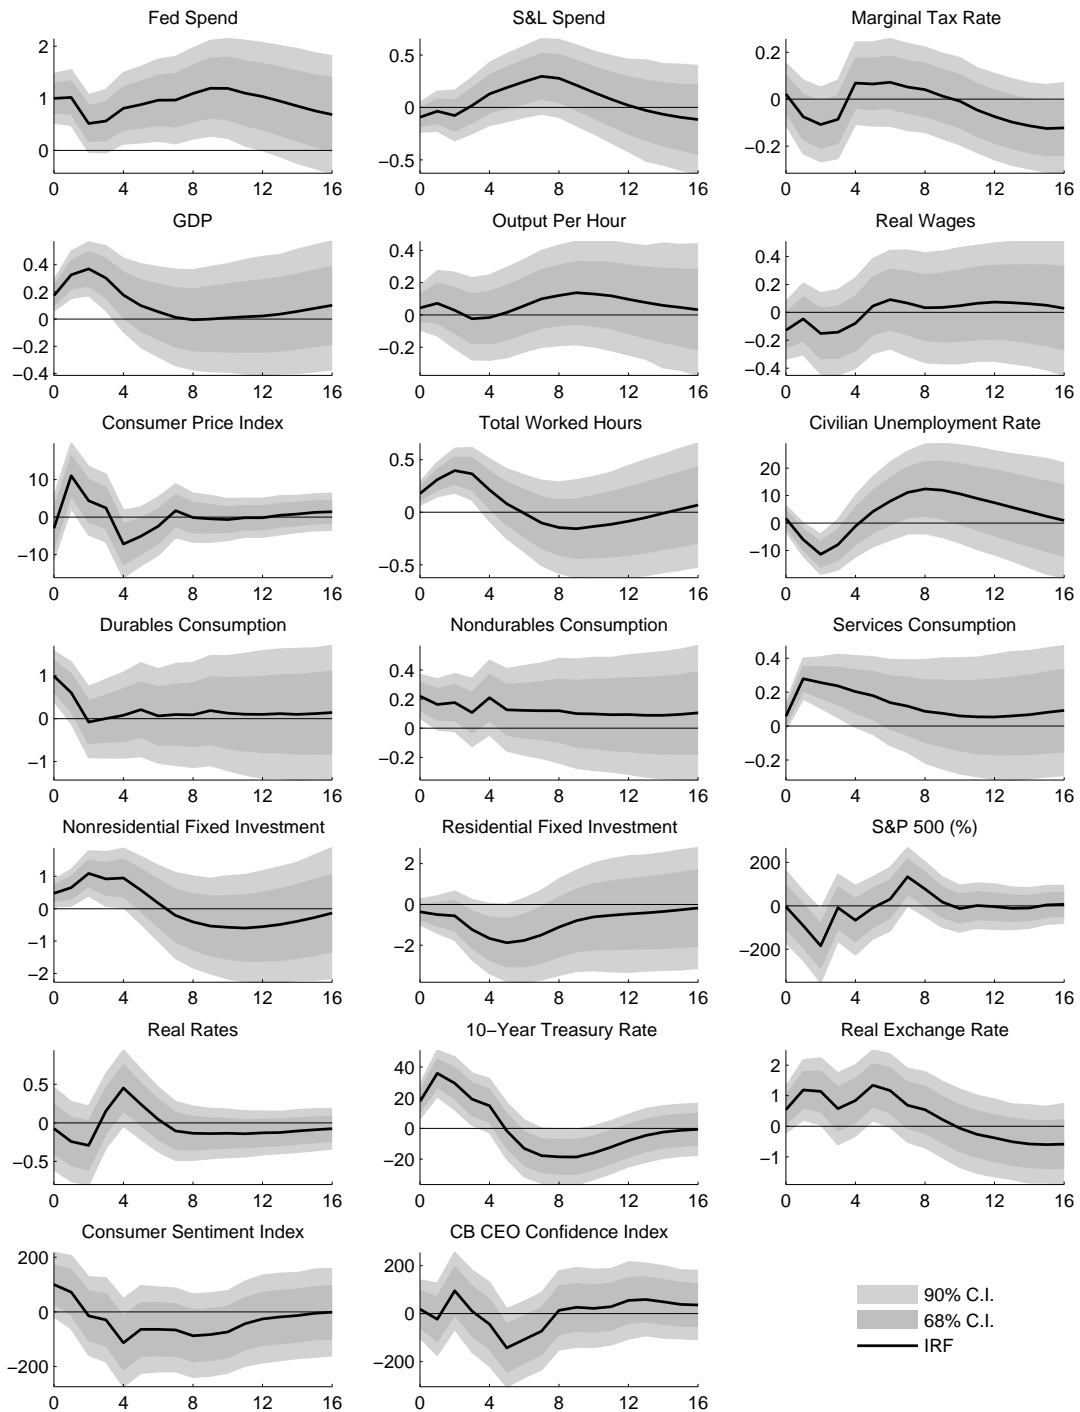 Fed Spend
2
1
0
0 4 8 12 16
S&L Spend
0.5
0
−0.5
0 4 8 12 16
Marginal Tax Rate
0.2
0
−0.2
0 4 8 12 16
GDP
0.4
0.2
0
−0.2
−0.4
0 4 8 12 16
Output Per Hour
0.4
0.2
0
−0.2
0 4 8 12 16
Real Wages
0.4
0.2
0
−0.2
−0.4
0 4 8 12 16
Consumer Price Index
10
0
−10
0 4 8 12 16
Total Worked Hours
0.5
0
−0.5
0 4 8 12 16
Civilian Unemployment Rate
20
10
0
−10
0 4 8 12 16
Durables Consumption
1
0
−1
0 4 8 12 16
Nondurables Consumption
0.4
0.2
0
−0.2
0 4 8 12 16
Services Consumption
0.4
0.2
0
−0.2
0 4 8 12 16
Nonresidential Fixed Investment
1
0
−1
−2
0 4 8 12 16
Residential Fixed Investment
2
0
−2
0 4 8 12 16
S&P 500 (%)
200
0
−200
0 4 8 12 16
Real Rates
0.5
0
−0.5
0 4 8 12 16
10−Year Treasury Rate
40
20
0
−20
0 4 8 12 16
Real Exchange Rate
2
1
0
−1
0 4 8 12 16
Consumer Sentiment Index
200
0
−200
0 4 8 12 16
CB CEO Confidence Index
200
0
−200
0 4 8 12 16
90% C.I.
68% C.I.
IRF